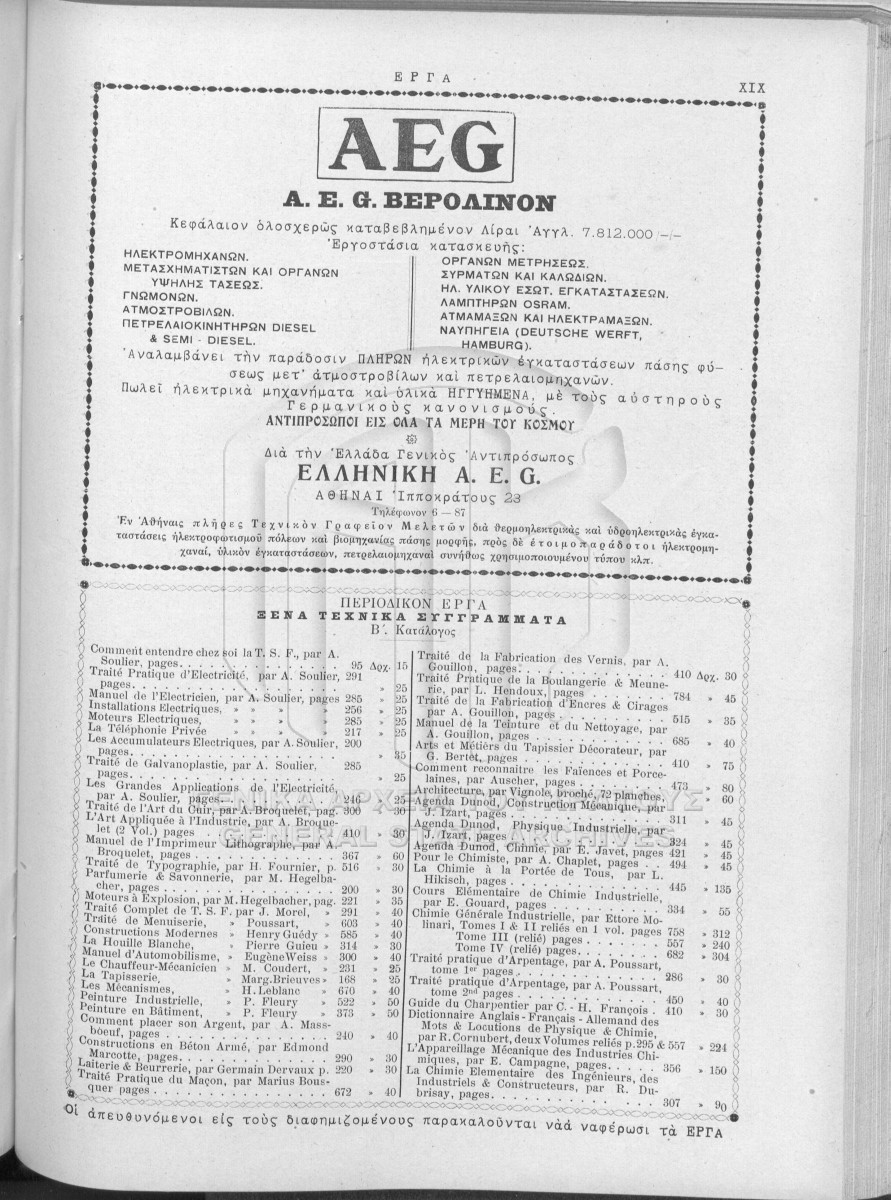 ΕΡΓΑ
XIX
AEG
A. E. G. ΒΕΡΟΛΙΝΟΝ
Κεφάλαιον ὁλοσχερῶς καταβεβλημένον Λίραι Ἀγγλ. 7.812.000 -/-
Ἐργοστάσια κατασκευῆς:
ΗΛΕΚΤΡΟΜΗΧΑΝΩΝ.
ΜΕΤΑΣΧΗΜΑΤΙΣΤΩΝ ΚΑΙ ΟΡΓΑΝΩΝ
ΥΨΗΛΗΣ ΤΑΣΕΩΣ.
ΓΝΩΜΟΝΩΝ.
ΑΤΜΟΣΤΡΟΒΙΛΩΝ.
ΠΕΤΡΕΛΑΙΟΚΙΝΗΤΗΡΩΝ DIESEL
& SEMI - DIESEL.
ΟΡΓΑΝΩΝ ΜΕΤΡΗΣΕΩΣ.
ΣΥΡΜΑΤΩΝ ΚΑΙ ΚΑΛΩΔΙΩΝ.
ΗΛ. ΥΛΙΚΟΥ ΕΣΩΤ. ΕΓΚΑΤΑΣΤΑΣΕΩΝ.
ΛΑΜΠΤΗΡΩΝ OSRAM.
ΑΤΜΑΜΑΞΩΝ ΚΑΙ ΗΛΕΚΤΡΑΜΑΞΩΝ.
ΝΑΥΠΗΓΕΙΑ (DEUTSCHE WERFT,
HAMBURG).
Ἀναλαμβάνει τὴν παράδοσιν ΠΛΗΡΩΝ ἠλεκτρικῶν ἐγκαταστάσεων πάσης φύ-
σεως μετ' ἀτμοστροβίλων καὶ πετρελαιομηχανῶν.
Πωλεῖ ἠλεκτρικὰ μηχανήματα καὶ ὑλικὰ ΗΓΓΥΗΜΕΝΑ, μὲ τοὺς αὐστηροὺς
Γερμανικοὺς κανονισμούς.
ΑΝΤΙΠΡΟΣΩΠΟΙ ΕΙΣ ΟΛΑ ΤΑ ΜΕΡΗ ΤΟΥ ΚΟΣΜΟΥ
Διὰ τὴν Ἑλλάδα Γενικὸς Ἀντιπρόσωπος
ΕΛΛΗΝΙΚΗ A. E. G.
ΑΘΗΝΑΙ Ἱπποκράτους 23
Τηλέφωνον 6 — 87
Ἐν Ἀθήναις πλῆρες Τεχνικὸν Γραφεῖον Μελετῶν διὰ θερμοηλεκτρικὰς καὶ ὑδροηλεκτρικὰς ἐγκα-
ταστάσεις ἠλεκτροφωτισμοῦ πόλεων καὶ βιομηχανίας πάσης μορφῆς, πρὸς δὲ ἑτοιμοπαράδοτοι ἠλεκτρομη-
χαναί, ὑλικὸν ἐγκαταστάσεων, πετρελαιομηχαναὶ συνήθως χρησιμοποιουμένου τύπου κλπ.
ΠΕΡΙΟΔΙΚΟΝ ΕΡΓΑ
ΞΕΝΑ ΤΕΧΝΙΚΑ ΣΥΓΓΡΑΜΜΑΤΑ
Β΄. Κατάλογος
Comment entendre chez soi la T. S. F., par A.
Soulier, pages. . . . . . 95 Δρχ. 15
Traité Pratique d'Electricité, par A. Soulier, 291
pages. . . . . . » 25
Manuel de l'Electricien, par A. Soulier, pages 285 » 25
Installations Electriques, » » » 256 » 25
Moteurs Electriques, » » » 285 » 25
La Téléphonie Privée » » » 217 » 25
Les Accumulateurs Electriques, par A. Soulier, 200
pages. . . . . . » 35
Traité de Galvanoplastie, par A. Soulier, 285
pages. . . . . . » 25
Les Grandes Applications de l'Electricité,
par A. Soulier, pages . . . 246 » 25
Traité de l'Art du Cuir, par A. Broquelet, pag. 300 » 30
L'Art Appliquée à l'Industrie, par A. Broque-
let (2 Vol.) pages . . . . . 410 » 30
Manuel de l'Imprimeur Lithographe, par A.
Broquelet, pages . . . . . 367 » 60
Traité de Typographie, par H. Fournier, p. 516 » 30
Parfumerie & Savonnerie, par M. Hegelba-
cher, pages . . . . . . 200 » 30
Moteurs à Explosion, par M. Hegelbacher, pag. 221 » 35
Traité Complet de T. S. F. par J. Morel, » 291 » 40
Traité de Menuiserie, » Poussart, » 603 » 40
Constructions Modernes » Henry Guédy » 585 » 40
La Houille Blanche, » Pierre Guieu » 314 » 30
Manuel d'Automobilisme, » Eugène Weiss » 300 » 40
Le Chauffeur-Mécanicien » M. Coudert, » 231 » 25
La Tapisserie, » Marg. Brieuves » 168 » 25
Les Mécanismes, » H. Leblanc » 670 » 40
Peinture Industrielle, » P. Fleury » 522 » 50
Peinture en Bâtiment, » P. Fleury » 373 » 50
Comment placer son Argent, par A. Mass-
boeuf, pages . . . . . . 240 » 40
Constructions en Béton Armé, par Edmond
Marcotte, pages. . . . . . 290 » 30
Laiterie & Beurrerie, par Germain Dervaux p. 220 » 30
Traité Pratique du Maçon, par Marius Bous-
quer pages . . . . . . 672 » 40
Traité de la Fabrication des Vernis, par A.
Gouillon, pages. . . . . . 410 Δρχ. 30
Traité Pratique de la Boulangerie & Meune-
rie, par L. Hendoux, pages . . . 784 » 45
Traité de la Fabrication d'Encres & Cirages
par A. Gouillon, pages . . . . 515 » 35
Manuel de la Teinture et du Nettoyage, par
A. Gouillon, pages . . . . . 685 » 40
Arts et Métiers du Tapissier Décorateur, par
G. Bertet, pages . . . . . 410 » 75
Comment reconnaître les Faïences et Porce-
laines, par Auscher, pages . . . 473 » 80
Architecture, par Vignole, broché, 72 planches, » 60
Agenda Dunod, Construction Mécanique, par
J. Izart, pages . . . . . . 311 » 45
Agenda Dunod, Physique Industrielle, par
J. Izart, pages . . . . . . 324 » 45
Agenda Dunod, Chimie, par E. Javet, pages 421 » 45
Pour le Chimiste, par A. Chaplet, pages . . 494 » 45
La Chimie à la Portée de Tous, par L.
Hikisch, pages . . . . . . 445 » 135
Cours Elémentaire de Chimie Industrielle,
par E. Gouard, pages . . . . 334 » 55
Chimie Générale Industrielle, par Ettore Mo-
linari, Tomes I & II reliés en 1 vol. pages 758 » 312
Tome III (relié) pages . . . . 557 » 240
Tome IV (relié) pages. . . . . 682 » 304
Traité pratique d'Arpentage, par A. Poussart,
tome 1er pages . . . . . . 286 » 30
Traité pratique d'Arpentage, par A. Poussart,
tome 2nd pages . . . . . . 450 » 40
Guide du Charpentier par C.-H. François . 410 » 30
Dictionnaire Anglais - Français - Allemand des
Mots & Locutions de Physique & Chimie,
par R. Cornubert, deux Volumes reliés p. 295 & 557 » 224
L'Appareillage Mécanique des Industries Chi-
miques, par E. Campagne, pages. . . 356 » 150
La Chimie Elementaire des Ingénieurs, des
Industriels & Constructeurs, par R. Du-
brisay, pages. . . . . . 307 » 90
Οἱ ἀπευθυνόμενοι εἰς τοὺς διαφημιζομένους παρακαλοῦνται νὰά ναφέρωσι τὰ ΕΡΓΑ
GENERAL STATE ARCHIVES